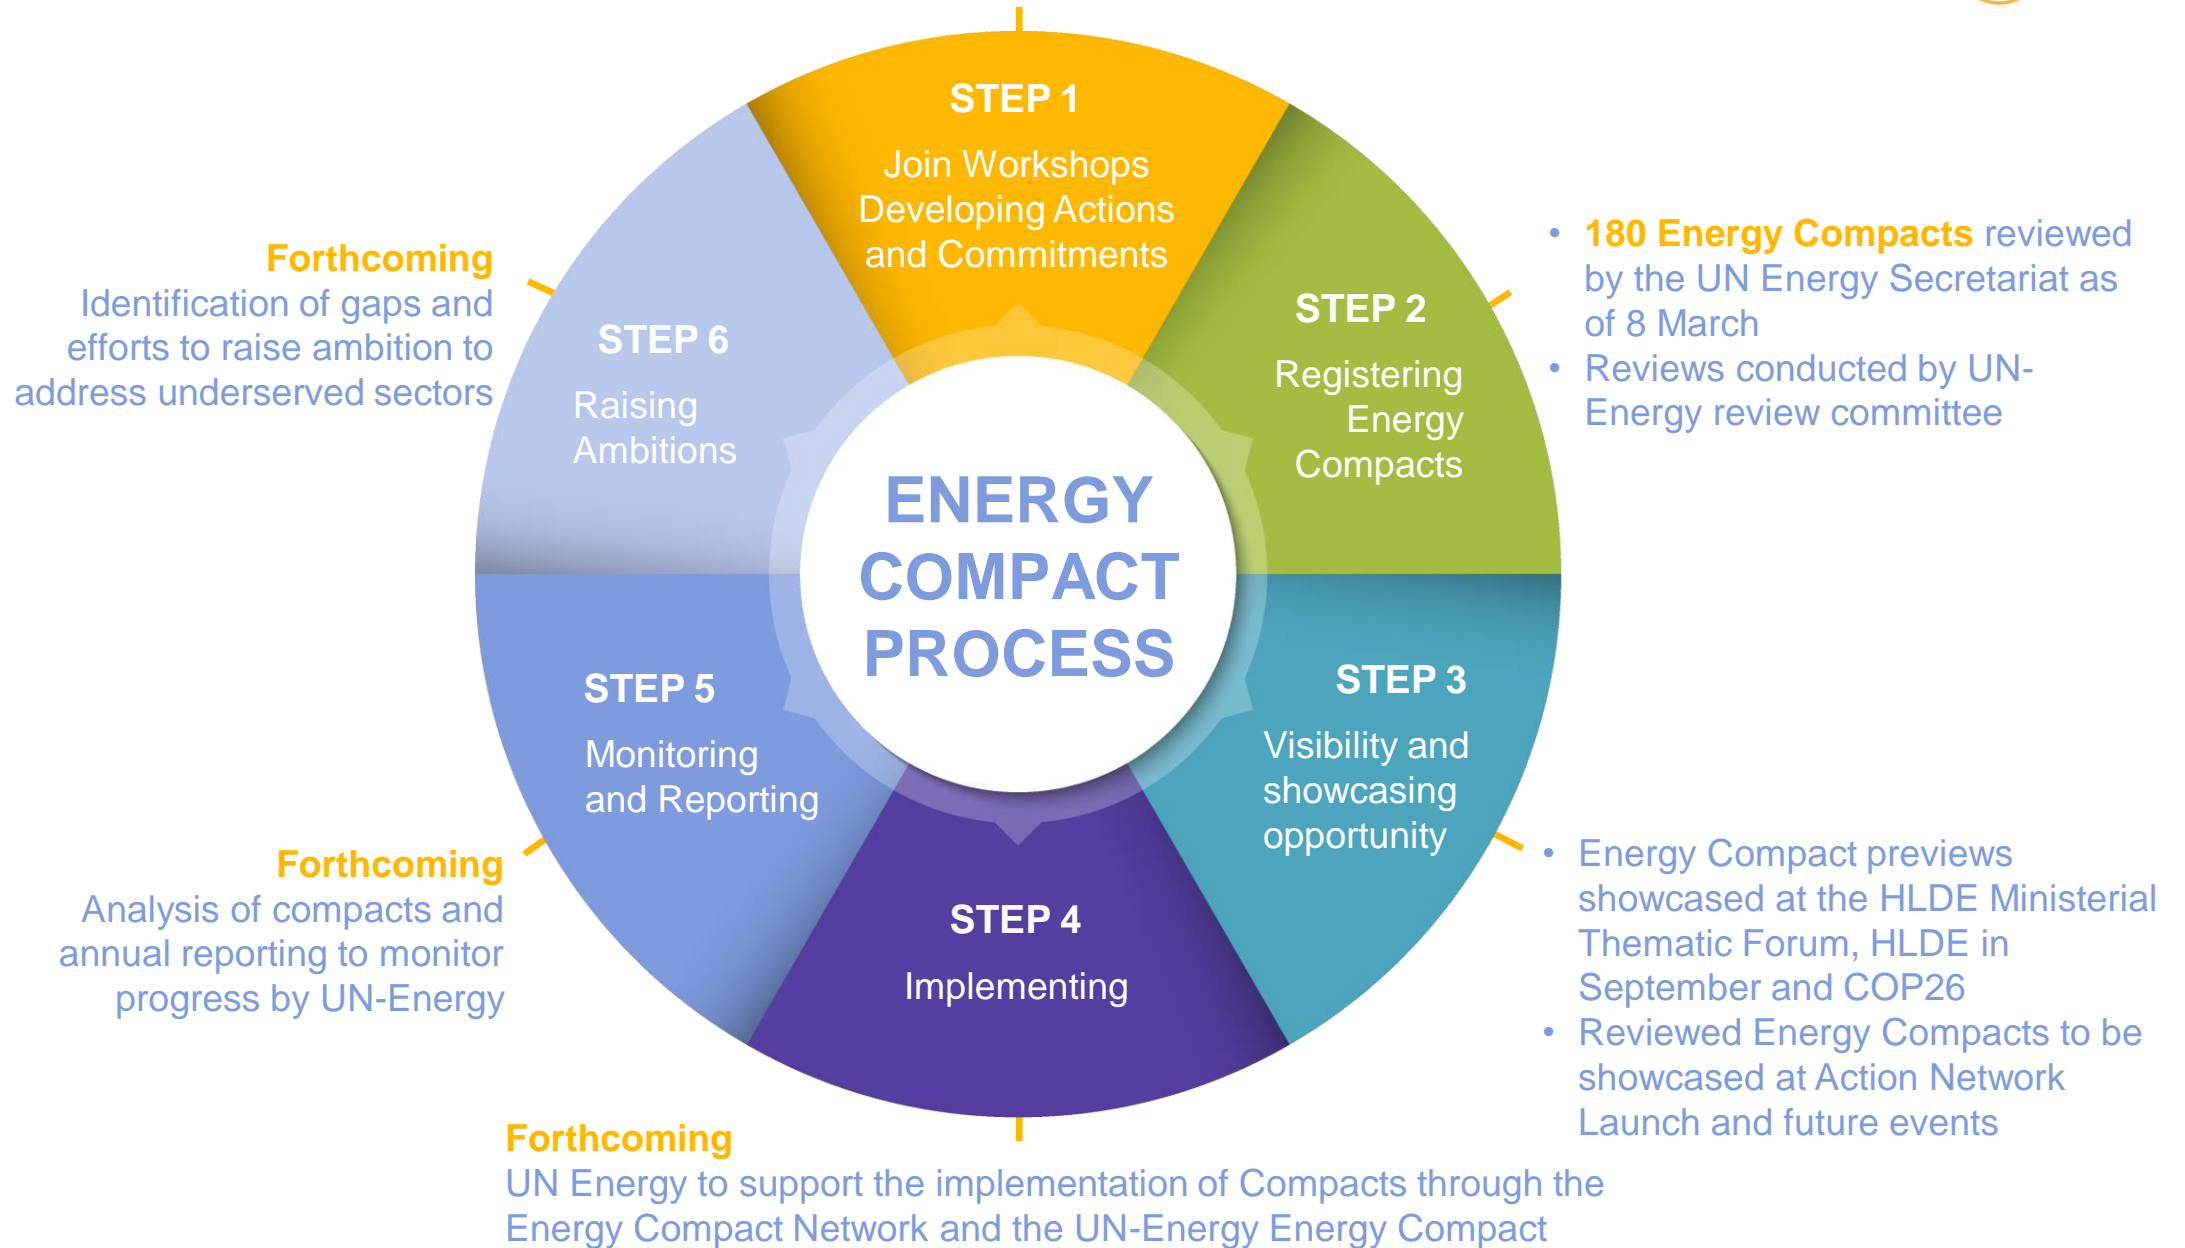 STEP 1
Join Workshops
Developing Actions
and Commitments
STEP 2
Registering
Energy
Compacts
• 180 Energy Compacts reviewed
by the UN Energy Secretariat as
of 8 March
• Reviews conducted by UN-
Energy review committee
STEP 3
Visibility and
showcasing
opportunity
• Energy Compact previews
showcased at the HLDE Ministerial
Thematic Forum, HLDE in
September and COP26
• Reviewed Energy Compacts to be
showcased at Action Network
Launch and future events
STEP 4
Implementing
Forthcoming
UN Energy to support the implementation of Compacts through the
Energy Compact Network and the UN-Energy Energy Compact
STEP 5
Monitoring
and Reporting
Forthcoming
Analysis of compacts and
annual reporting to monitor
progress by UN-Energy
STEP 6
Raising
Ambitions
Forthcoming
Identification of gaps and
efforts to raise ambition to
address underserved sectors
ENERGY
COMPACT
PROCESS